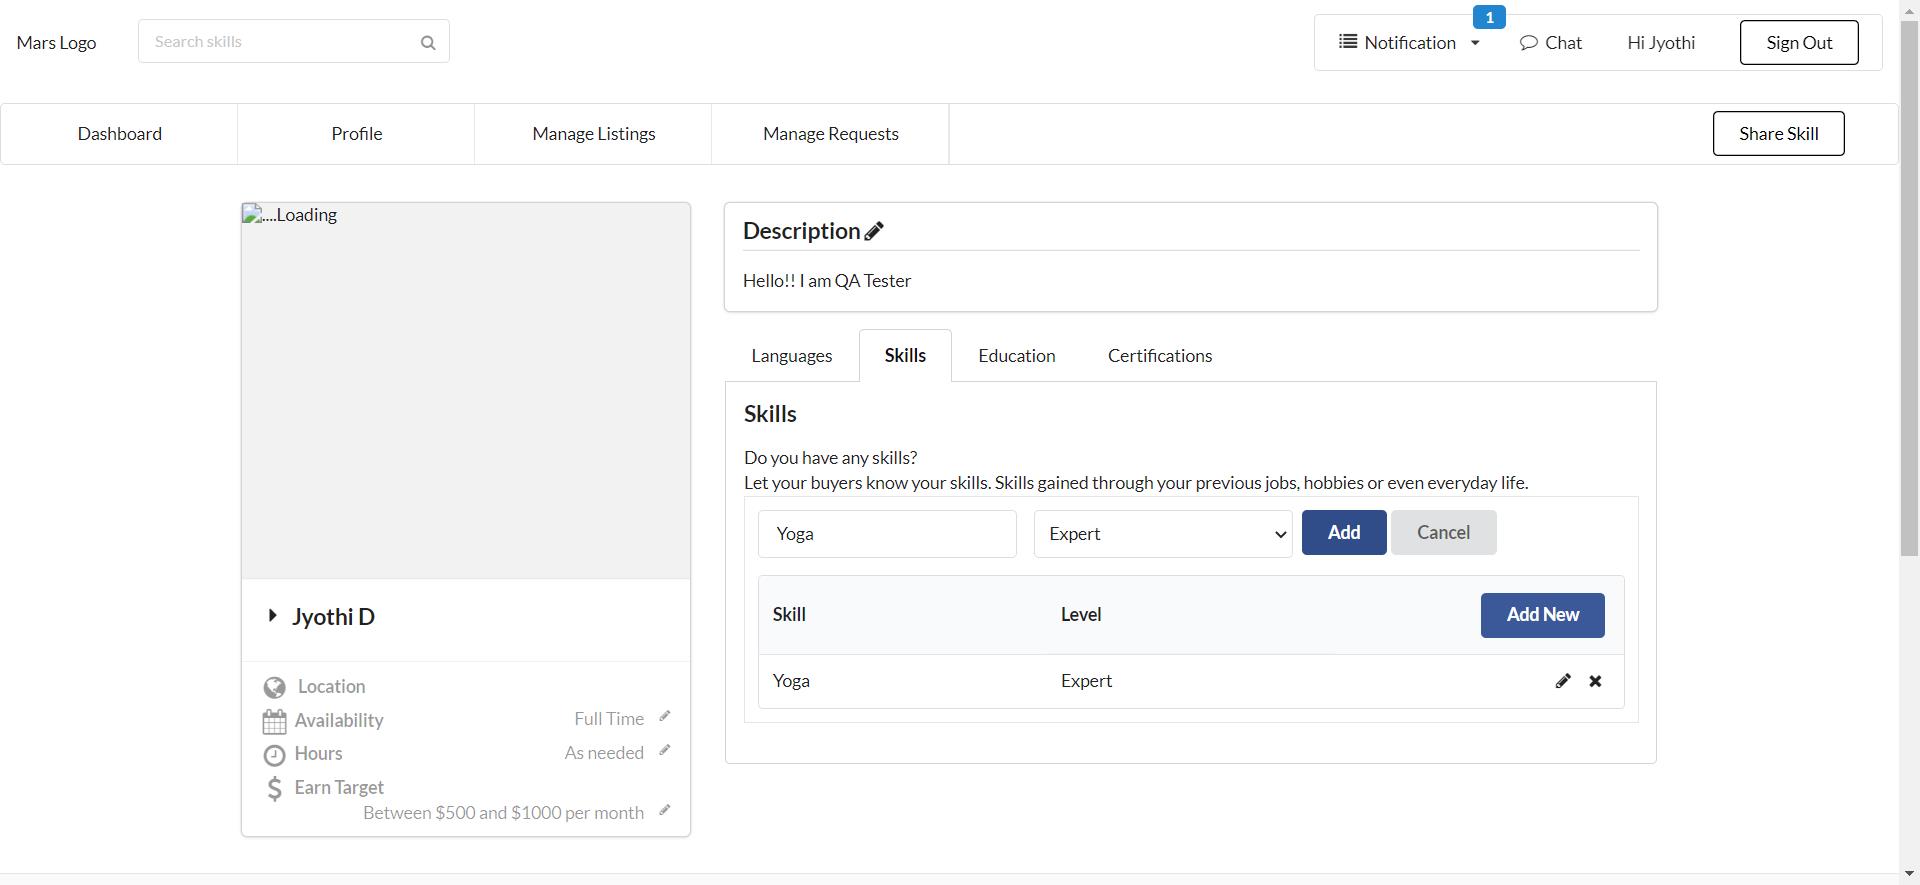 1
Mars Logo
Search skills
Notification
Chat
Hi Jyothi
Sign Out
Dashboard
Profile
Manage Listings
Manage Requests
Share Skill
....Loading
Jyothi D
Location
Availability
Full Time
Hours
As needed
Earn Target
Between $500 and $1000 per month
Description
Hello!! I am QA Tester
Languages
Skills
Education
Certifications
Skills
Do you have any skills?
Let your buyers know your skills. Skills gained through your previous jobs, hobbies or even everyday life.
Yoga
Expert
Add
Cancel
Skill
Level
Add New
Yoga
Expert